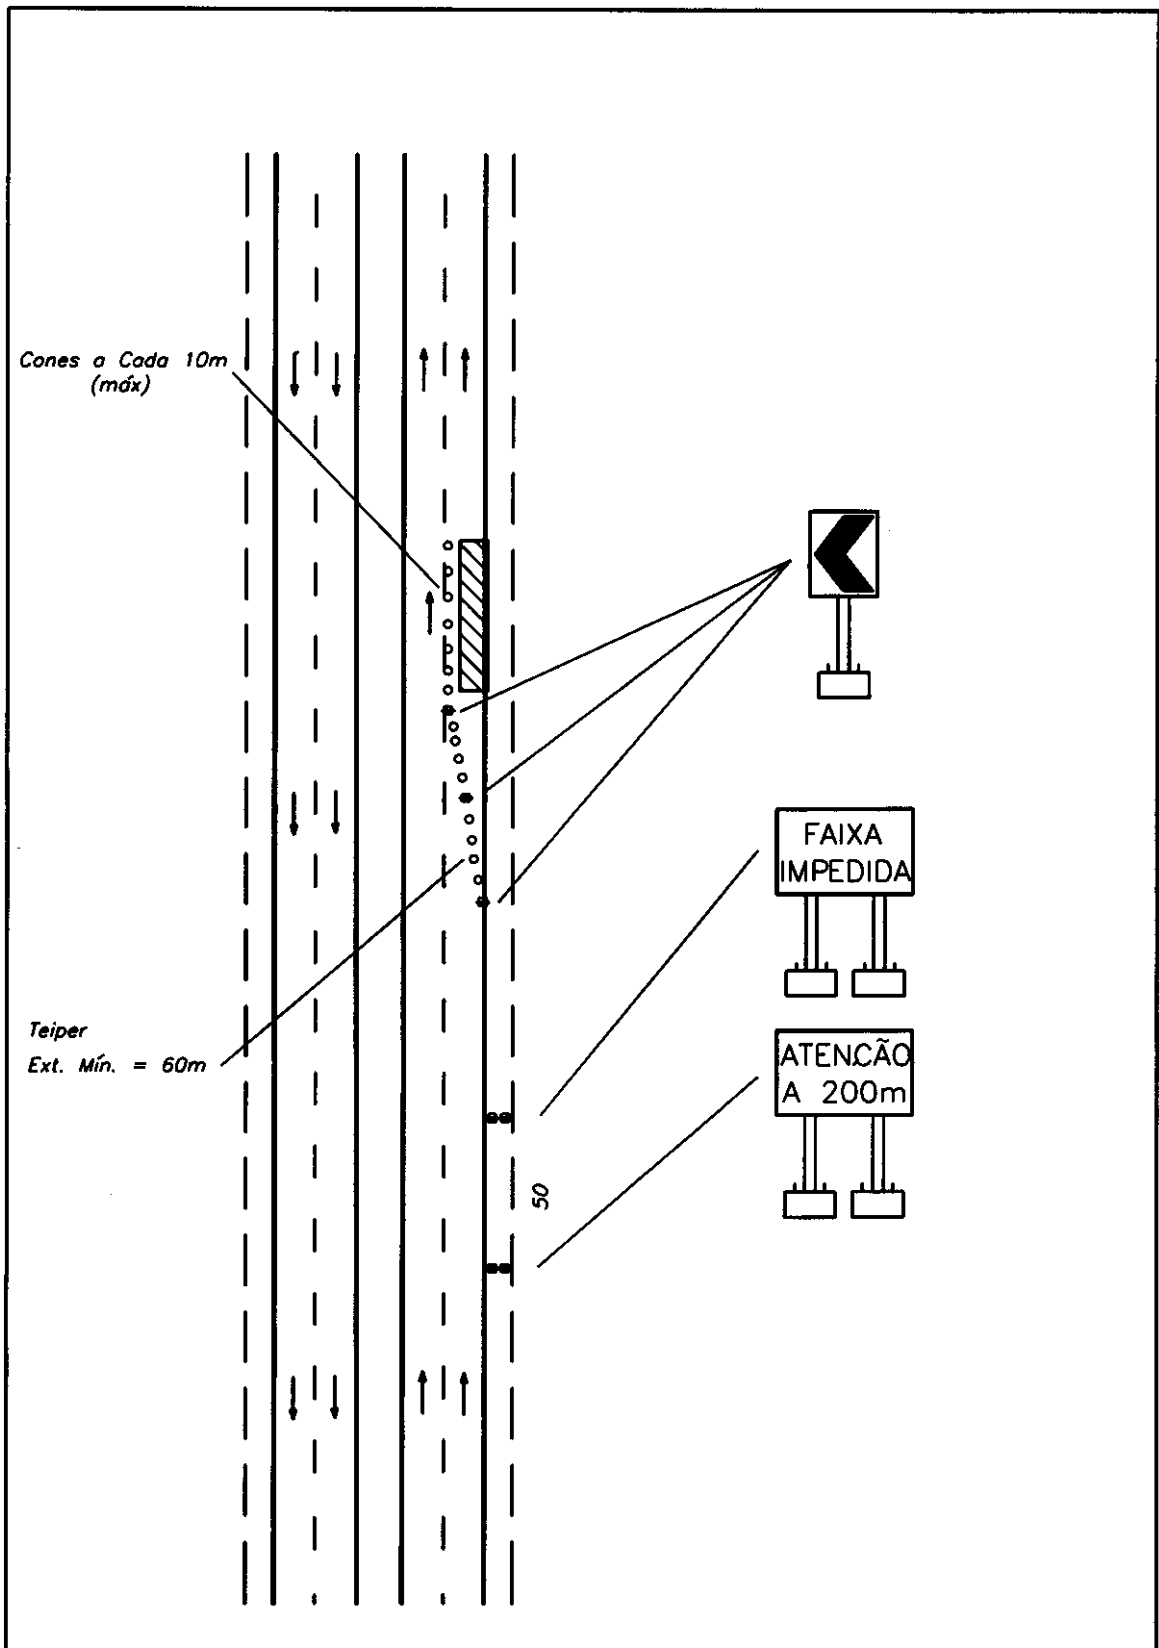 Cones a Cada 10m
(máx)
FAIXA
IMPEDIDA
Teiper
Ext. Mín. = 60m
ATENÇÃO
A 200m
50